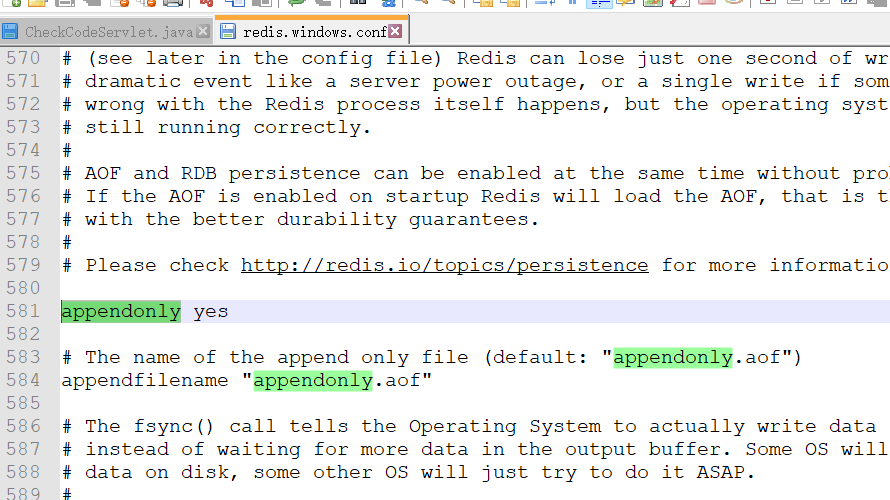 CheckCodeServlet.java redis.windows.conf
570 # (see later in the config file) Redis can lose just one second of wr
571 # dramatic event like a server power outage, or a single write if som
572 # wrong with the Redis process itself happens, but the operating syst
573 # still running correctly.
574 #
575 # AOF and RDB persistence can be enabled at the same time without pro
576 # If the AOF is enabled on startup Redis will load the AOF, that is t
577 # with the better durability guarantees.
578 #
579 # Please check http://redis.io/topics/persistence for more informatio
580
581 appendonly yes
582
583 # The name of the append only file (default: "appendonly.aof")
584 appendfilename "appendonly.aof"
585
586 # The fsync() call tells the Operating System to actually write data
587 # instead of waiting for more data in the output buffer. Some OS will
588 # data on disk, some other OS will just try to do it ASAP.
589 #